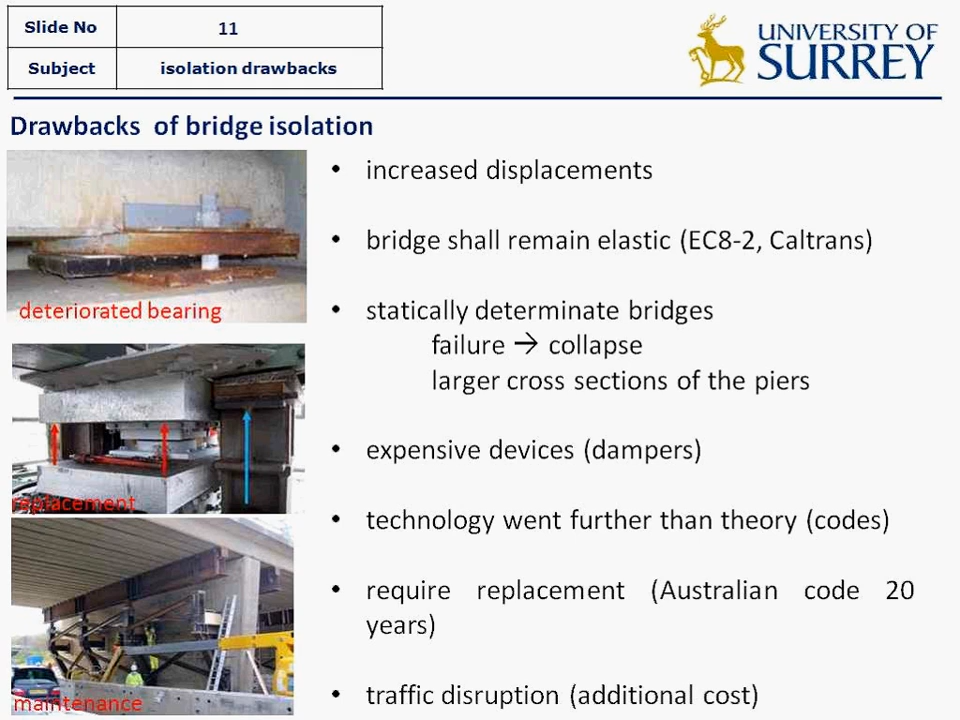 Slide No 11
Subject isolation drawbacks
UNIVERSITY OF
SURREY
Drawbacks of bridge isolation
deteriorated bearing
replacement
maintenance
• increased displacements
• bridge shall remain elastic (EC8-2, Caltrans)
• statically determinate bridges
failure → collapse
larger cross sections of the piers
• expensive devices (dampers)
• technology went further than theory (codes)
• require replacement (Australian code 20
years)
• traffic disruption (additional cost)